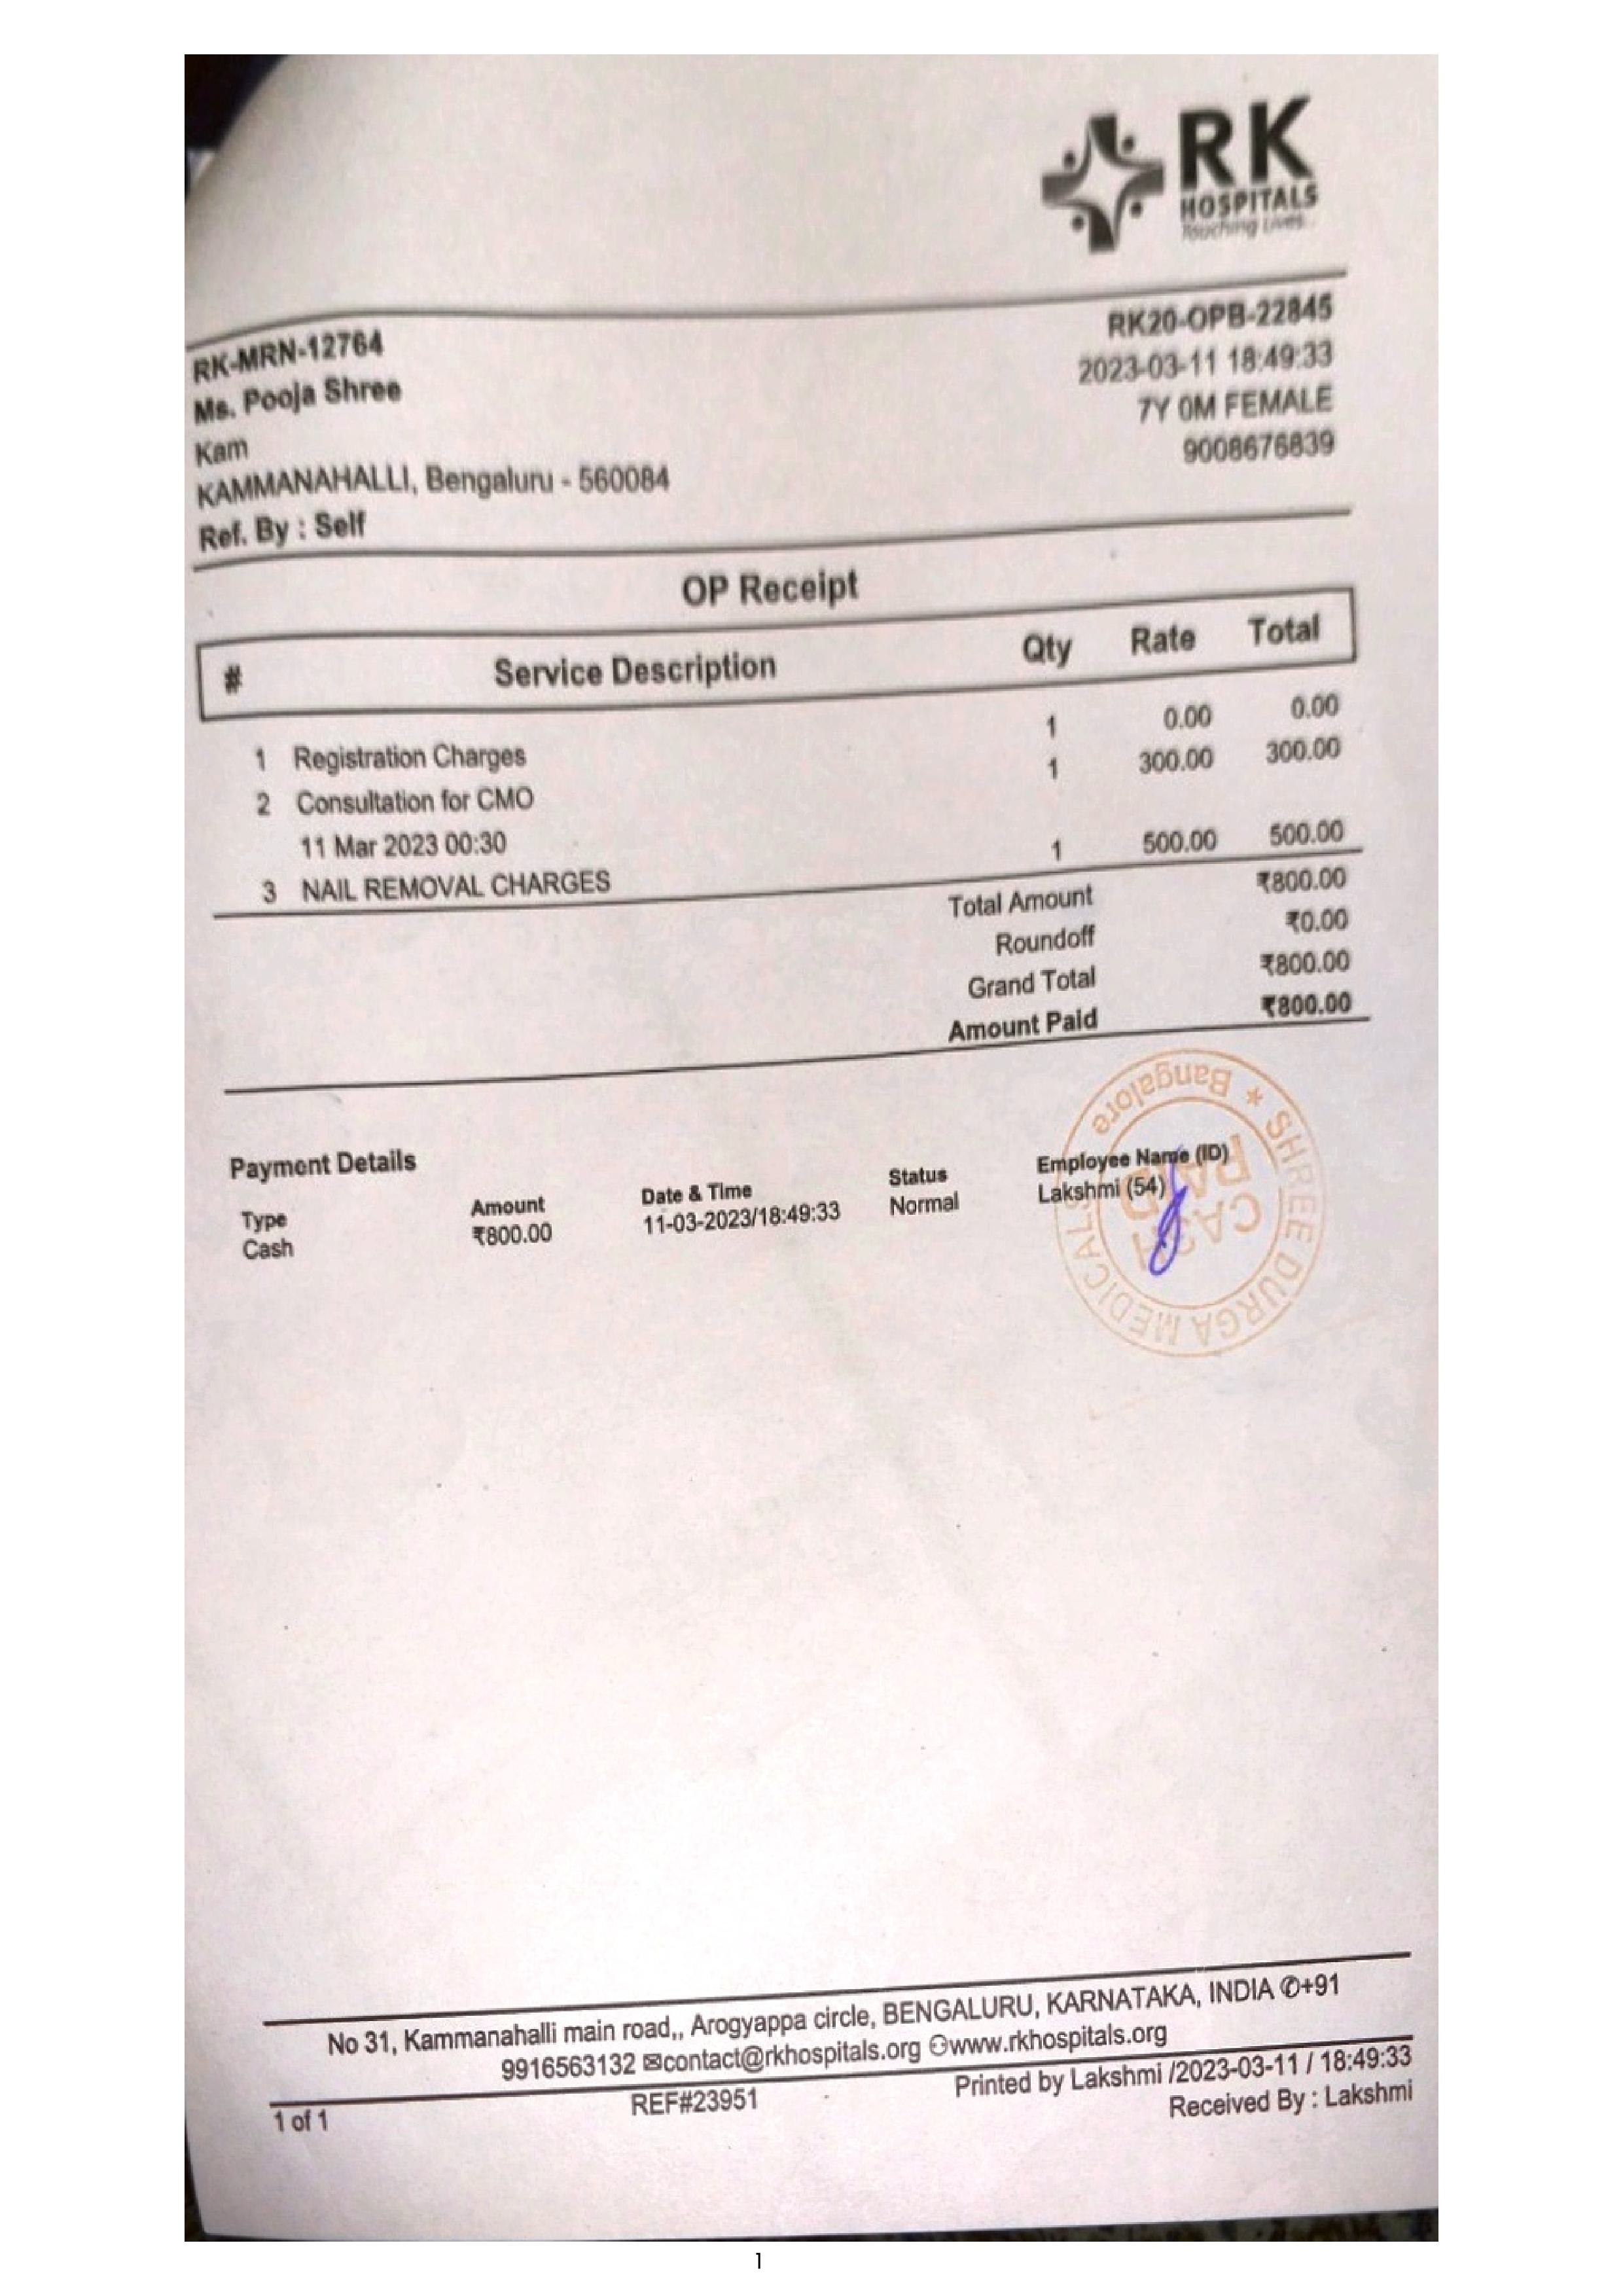 RK
HOSPITALS
Touching Lives...
RK-MRN-12764
RK20-OPB-22845
Ms. Pooja Shree
2023-03-11 18:49:33
Kam
7Y 0M FEMALE
KAMMANAHALLI, Bengaluru - 560084
9008676839
Ref. By : Self
OP Receipt
# Service Description Qty Rate Total
1 Registration Charges 1 0.00 0.00
2 Consultation for CMO 1 300.00 300.00
11 Mar 2023 00:30
3 NAIL REMOVAL CHARGES 1 500.00 500.00
Total Amount ₹800.00
Roundoff ₹0.00
Grand Total ₹800.00
Amount Paid ₹800.00
Payment Details
Type Amount Date & Time Status Employee Name (ID)
Cash ₹800.00 11-03-2023/18:49:33 Normal Lakshmi (54)
SHREE DURGA MEDICALS * Bangalore
CASH
PAID
No 31, Kammanahalli main road,, Arogyappa circle, BENGALURU, KARNATAKA, INDIA ✆+91
9916563132 ✉contact@rkhospitals.org www.rkhospitals.org
1 of 1 REF#23951 Printed by Lakshmi /2023-03-11 / 18:49:33
Received By : Lakshmi
1